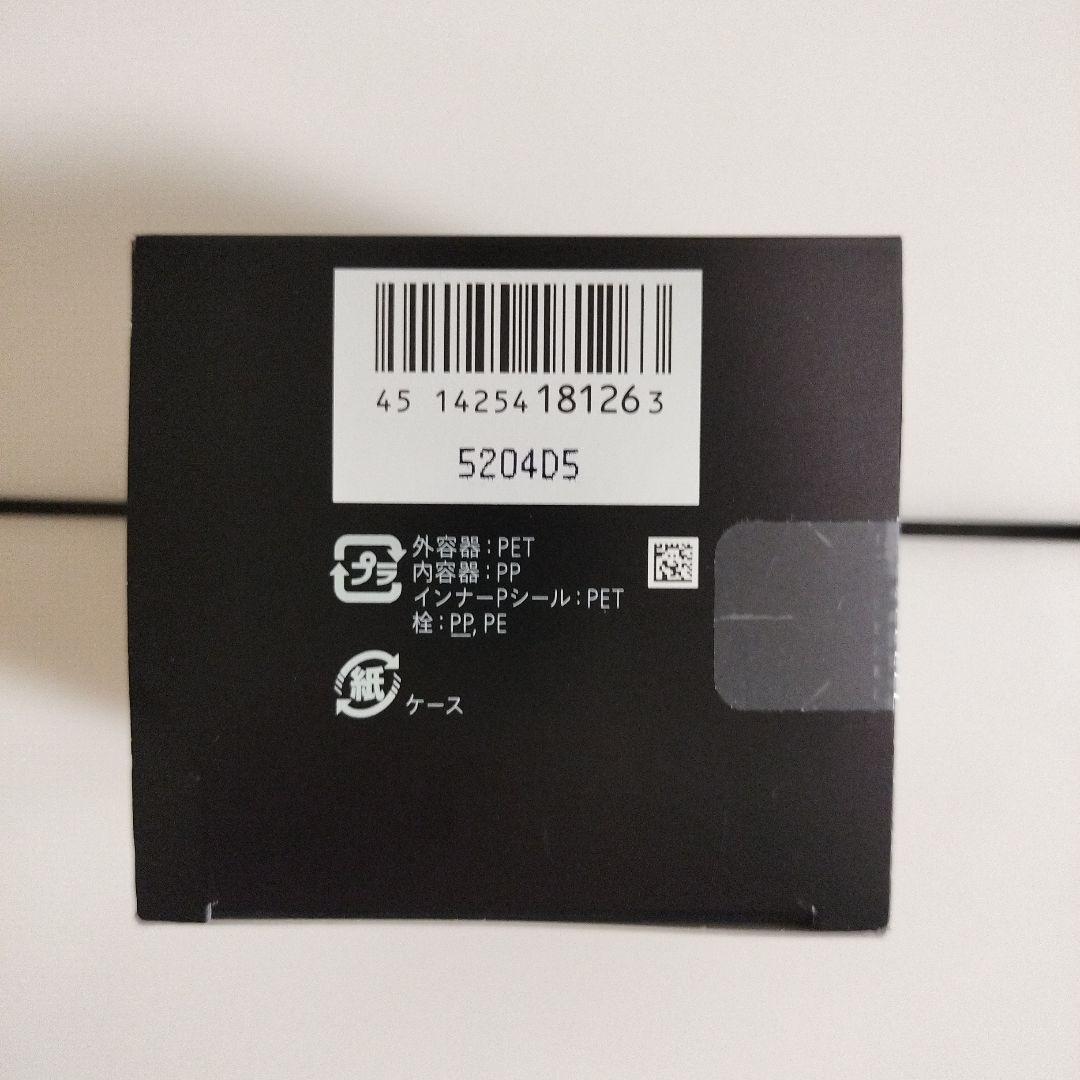 45 14254 18126 3
5204D5
プラ
外容器:PET
内容器:PP
インナーPシール:PET
栓:PP, PE
紙
ケース